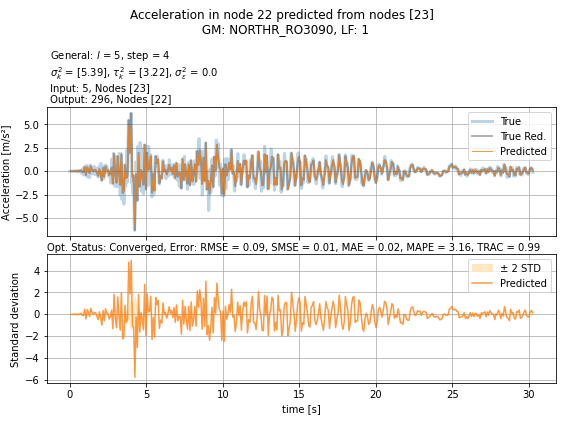 Acceleration in node 22 predicted from nodes [23]
GM: NORTHR_RO3090, LF: 1
General: l = 5, step = 4
σ²ₖ = [5.39], τ²ₖ = [3.22], σ²ε = 0.0
Input: 5, Nodes [23]
Output: 296, Nodes [22]
Acceleration [m/s²]
5.0
2.5
0.0
−2.5
−5.0
True
True Red.
Predicted
Opt. Status: Converged, Error: RMSE = 0.09, SMSE = 0.01, MAE = 0.02, MAPE = 3.16, TRAC = 0.99
Standard deviation
4
2
0
−2
−4
−6
± 2 STD
Predicted
0 5 10 15 20 25 30
time [s]